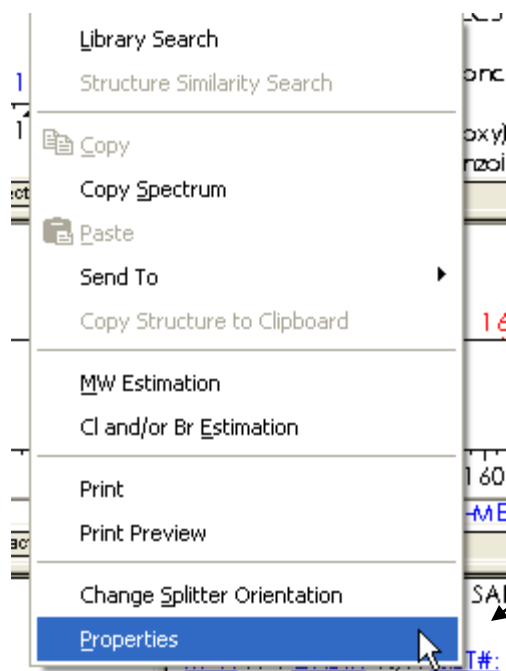 Library Search
Structure Similarity Search
Copy
Copy Spectrum
Paste
Send To
Copy Structure to Clipboard
MW Estimation
Cl and/or Br Estimation
160
Print
Print Preview
Change Splitter Orientation
Properties
T#: